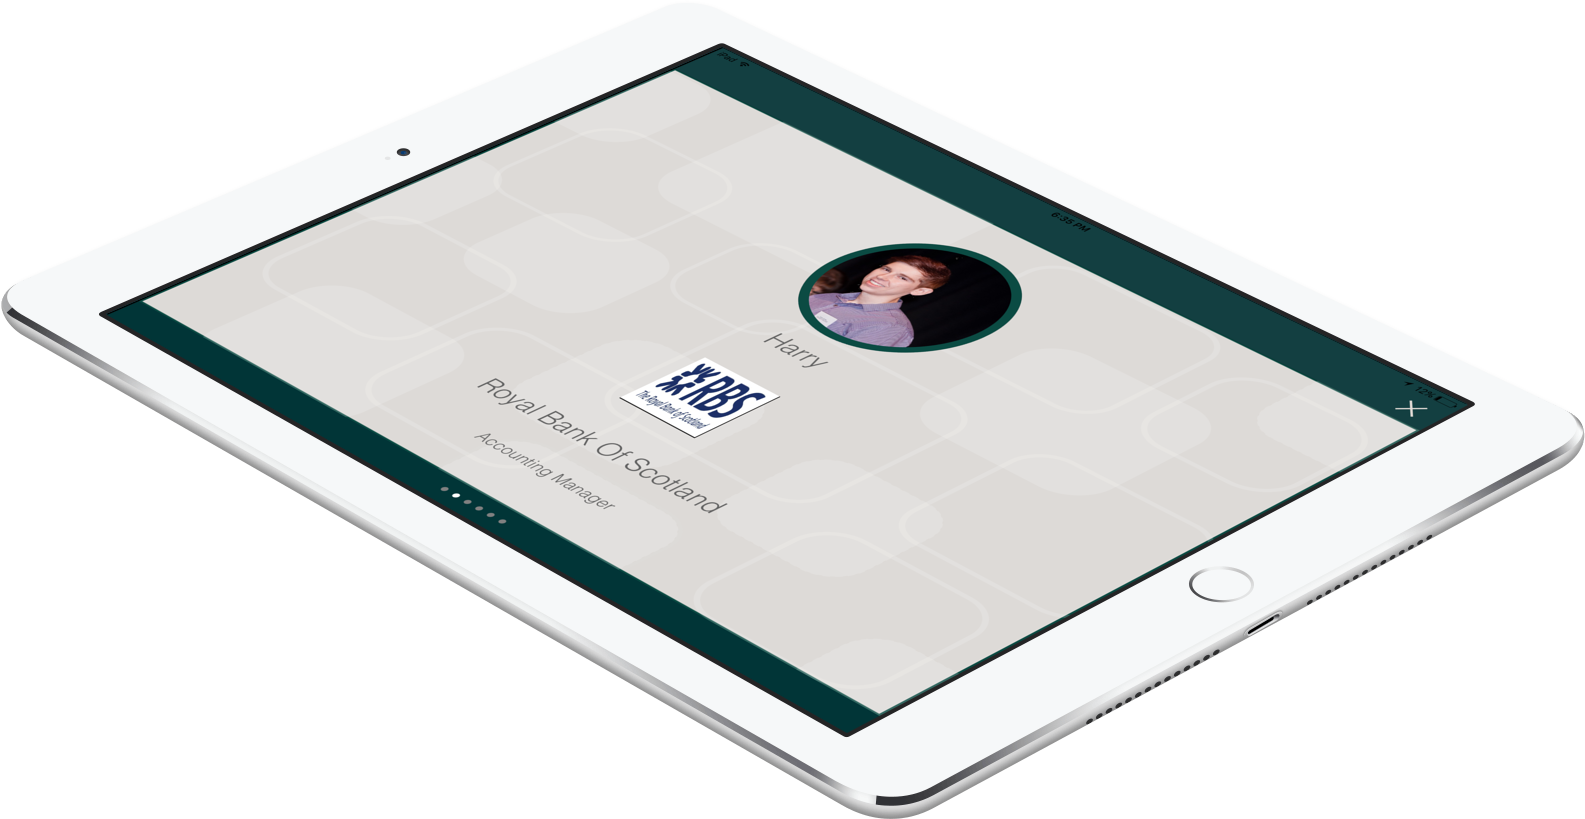 iPad
6:35 PM
12%
Harry
RBS
The Royal Bank of Scotland
Royal Bank Of Scotland
Accounting Manager